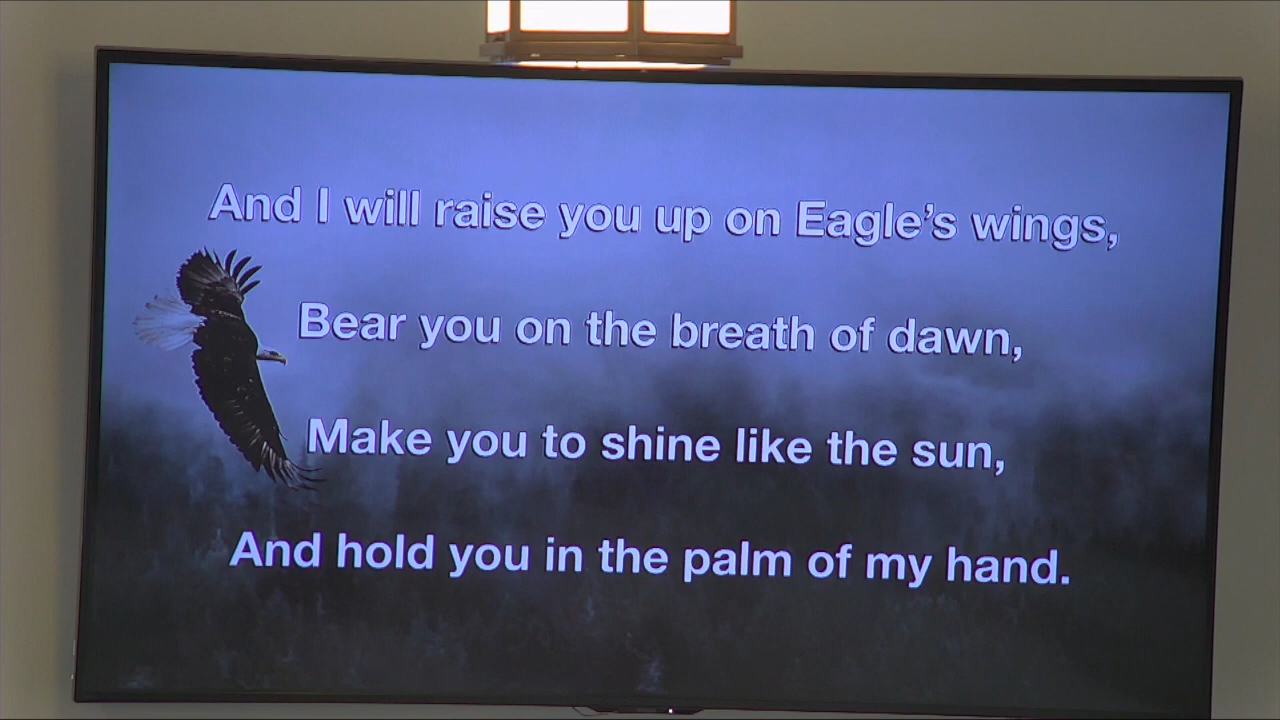 And I will raise you up on Eagle’s wings,
Bear you on the breath of dawn,
Make you to shine like the sun,
And hold you in the palm of my hand.